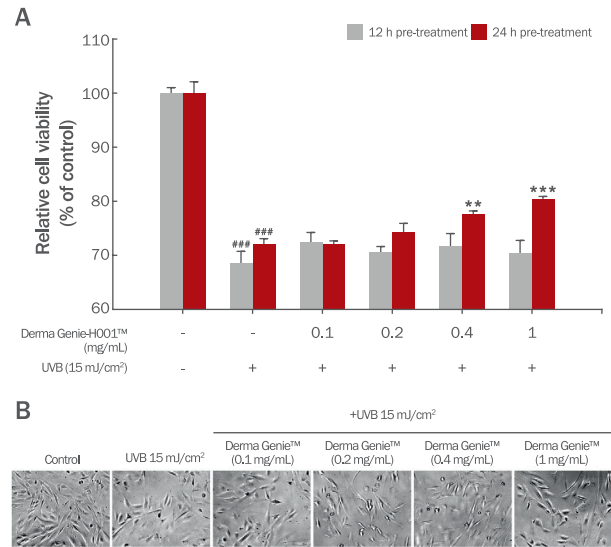 A
12 h pre-treatment 24 h pre-treatment
Relative cell viability
(% of control)
110
100
90
80
70
60
### ### ** ***
Derma Genie-H001™ - - 0.1 0.2 0.4 1
(mg/mL)
UVB (15 mJ/cm²) - + + + + +
B
+UVB 15 mJ/cm²
Control UVB 15 mJ/cm² Derma Genie™ Derma Genie™ Derma Genie™ Derma Genie™
(0.1 mg/mL) (0.2 mg/mL) (0.4 mg/mL) (1 mg/mL)